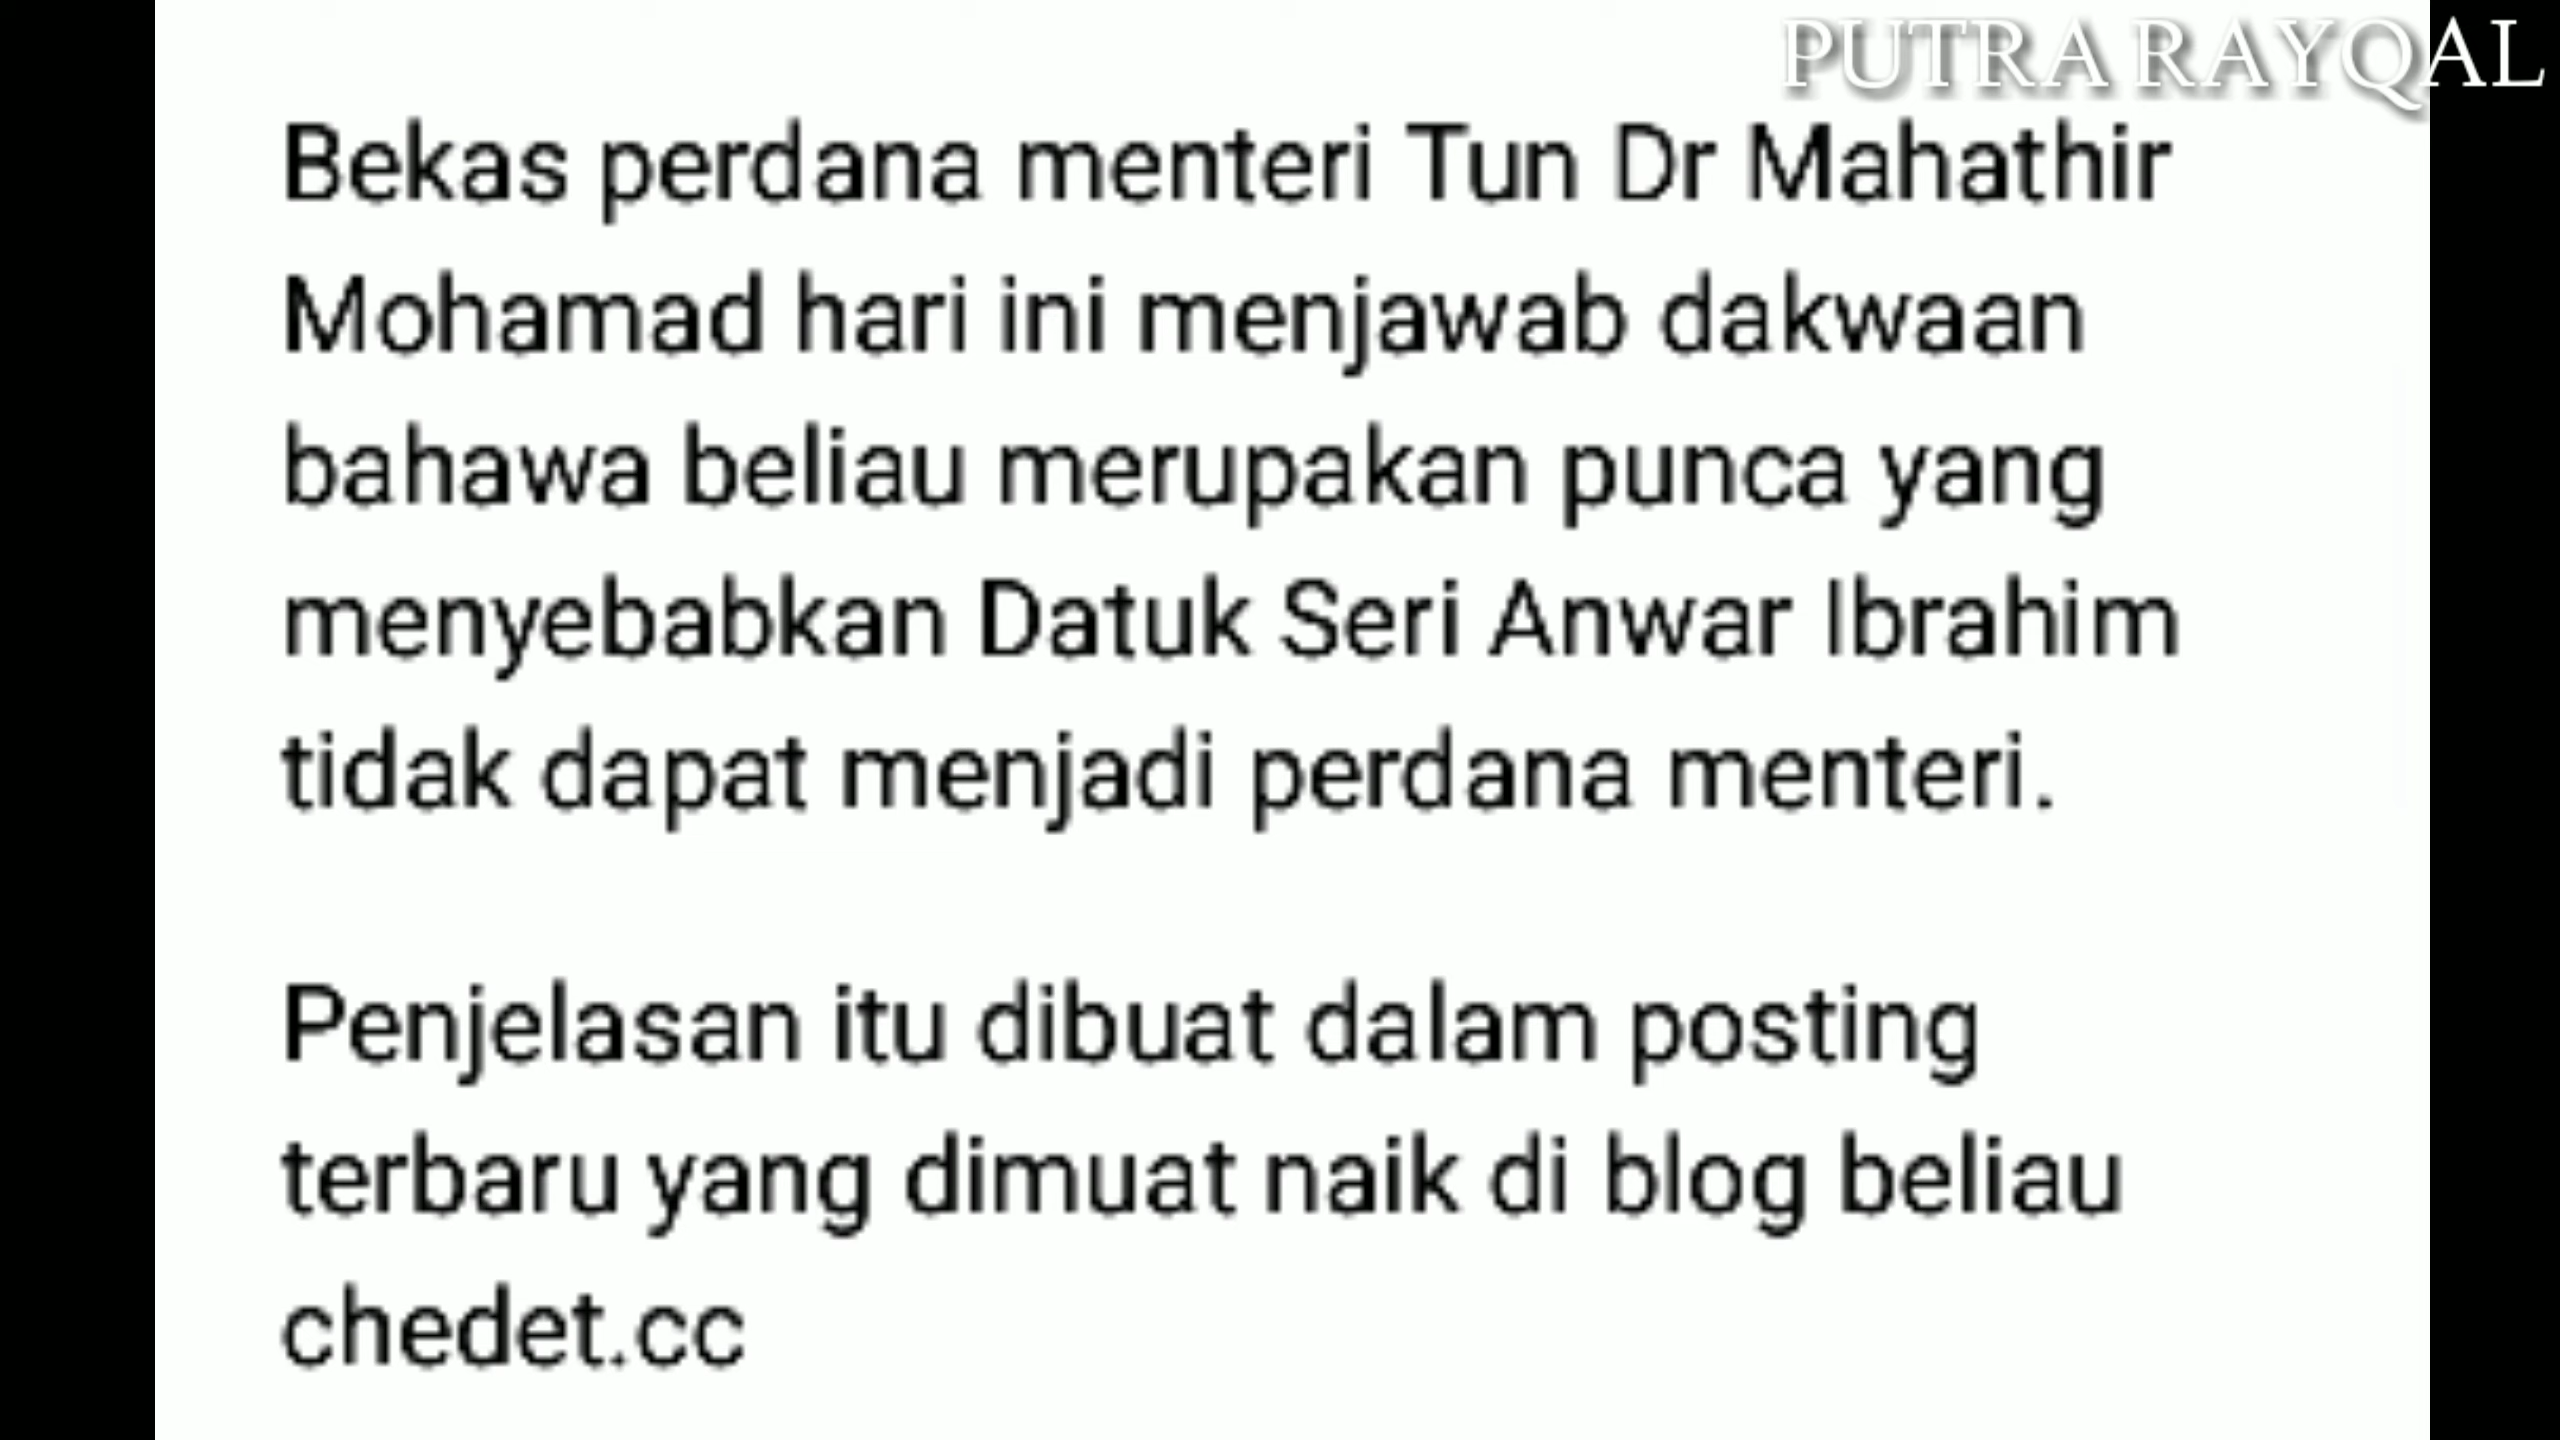 PUTRA RAYQAL
Bekas perdana menteri Tun Dr Mahathir
Mohamad hari ini menjawab dakwaan
bahawa beliau merupakan punca yang
menyebabkan Datuk Seri Anwar Ibrahim
tidak dapat menjadi perdana menteri.
Penjelasan itu dibuat dalam posting
terbaru yang dimuat naik di blog beliau
chedet.cc